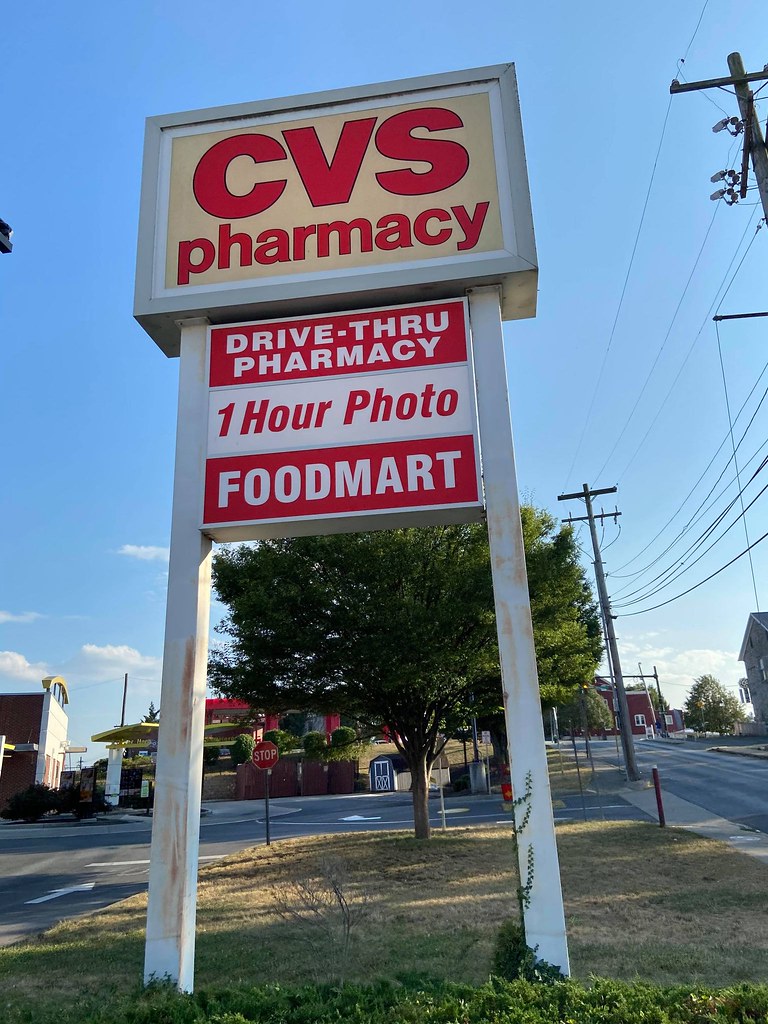 CVS
pharmacy
DRIVE-THRU
PHARMACY
1 Hour Photo
FOODMART
STOP